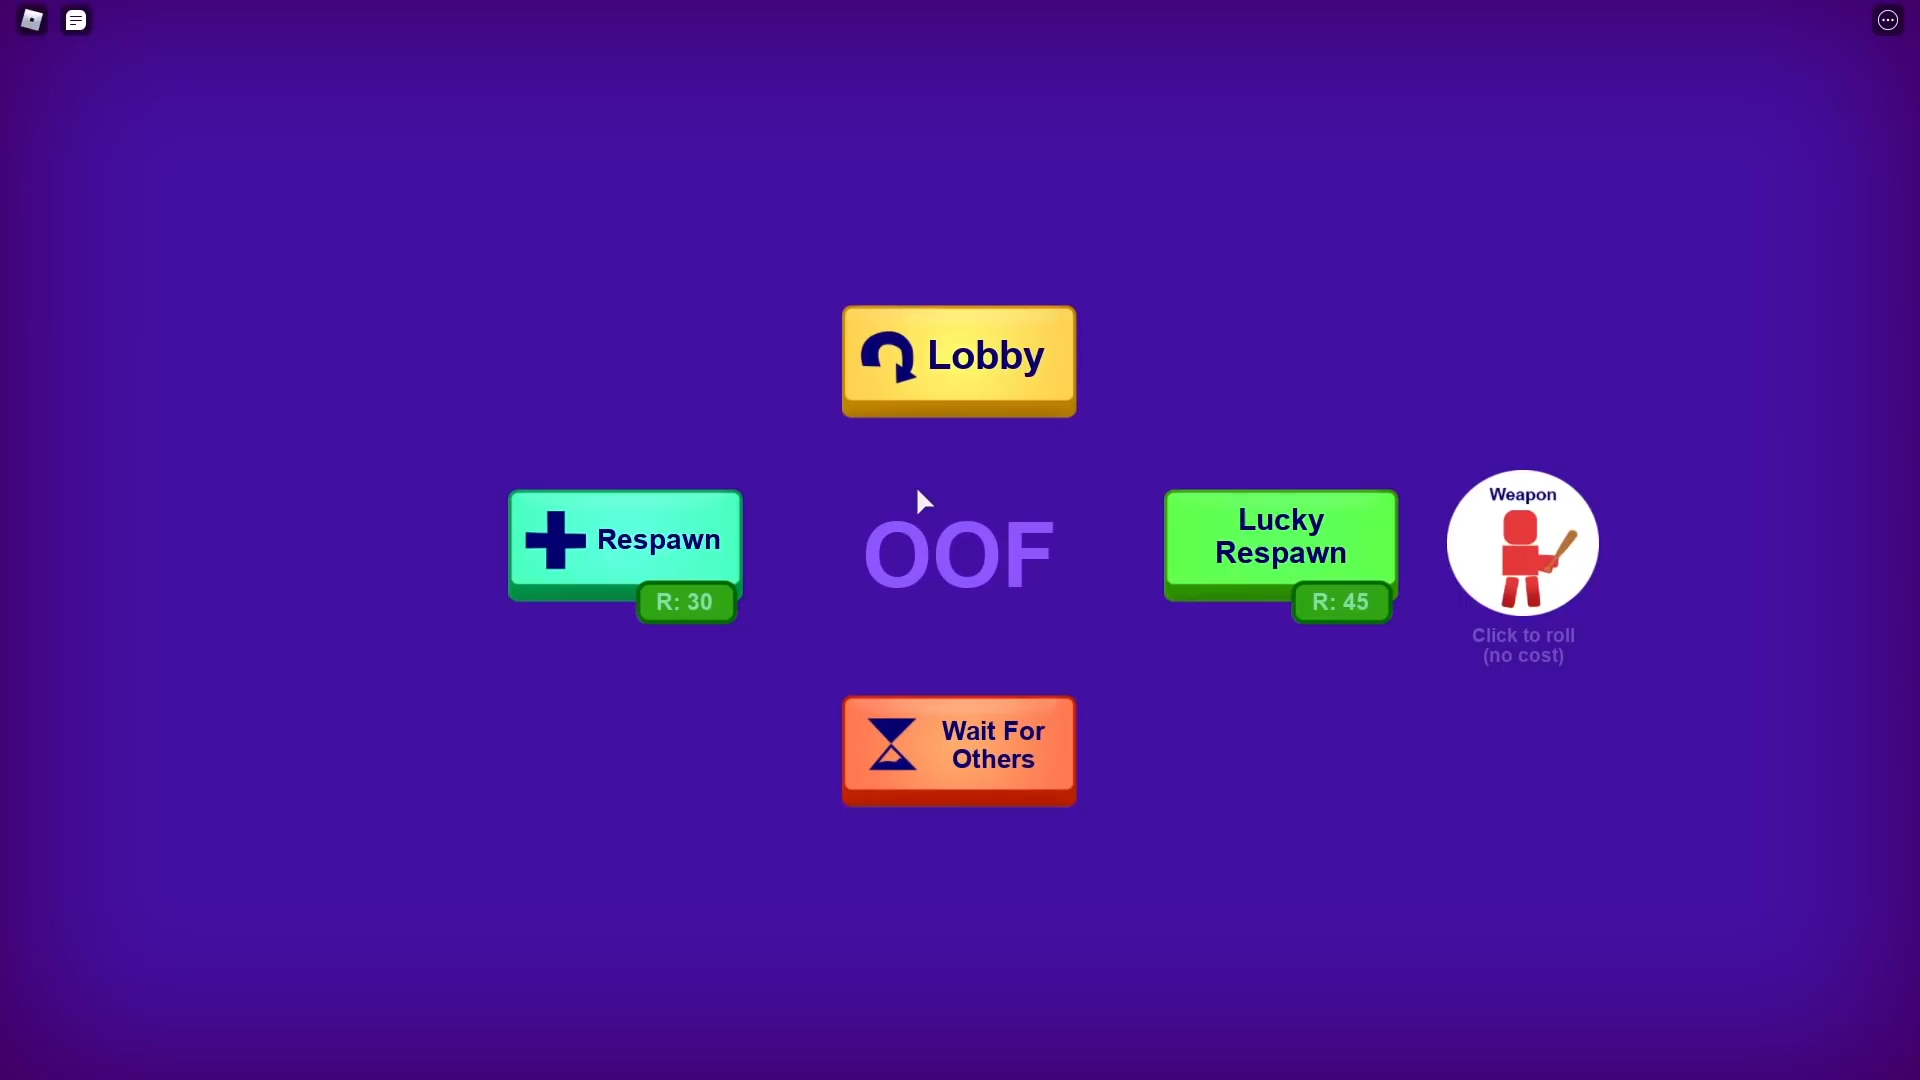 Lobby
Respawn
R: 30
OOF
Lucky
Respawn
R: 45
Weapon
Click to roll
(no cost)
Wait For
Others